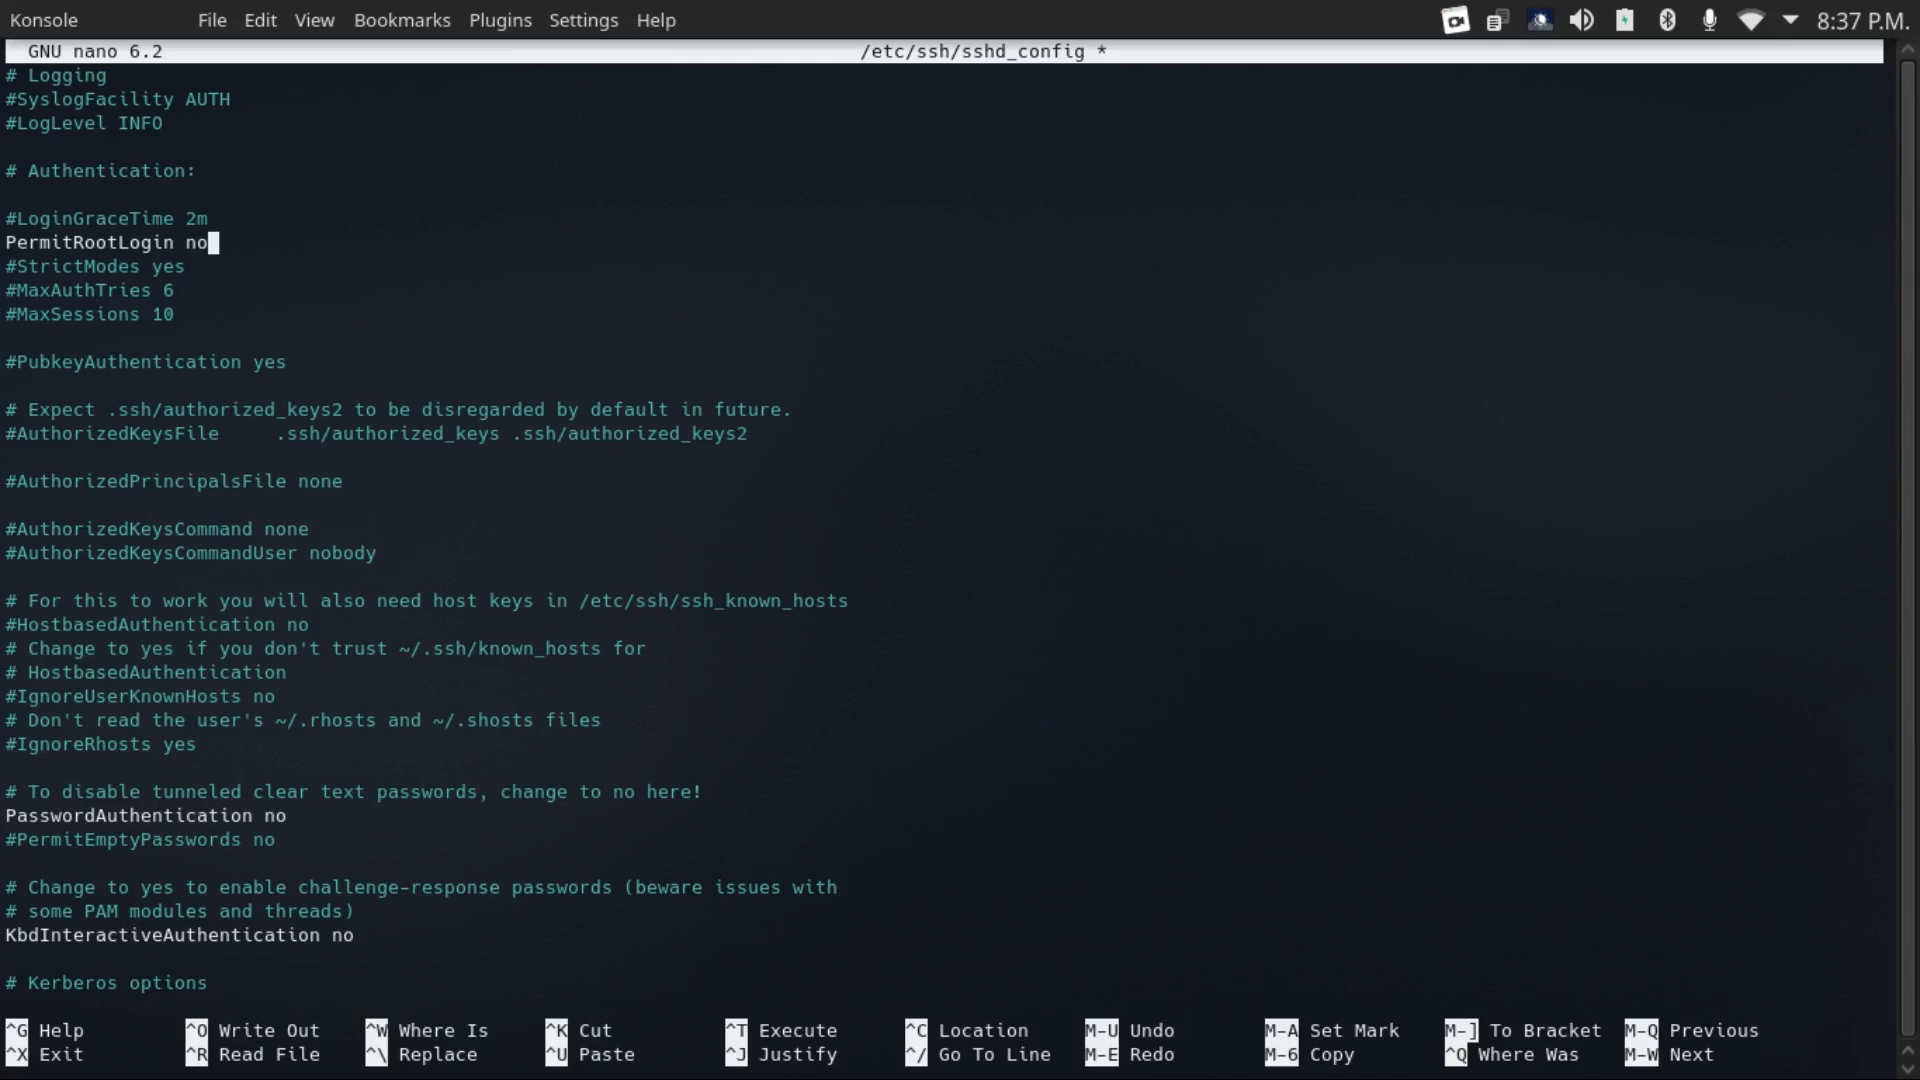 Konsole File Edit View Bookmarks Plugins Settings Help 8:37 P.M.
GNU nano 6.2 /etc/ssh/sshd_config *
# Logging
#SyslogFacility AUTH
#LogLevel INFO
# Authentication:
#LoginGraceTime 2m
PermitRootLogin no
#StrictModes yes
#MaxAuthTries 6
#MaxSessions 10
#PubkeyAuthentication yes
# Expect .ssh/authorized_keys2 to be disregarded by default in future.
#AuthorizedKeysFile     .ssh/authorized_keys .ssh/authorized_keys2
#AuthorizedPrincipalsFile none
#AuthorizedKeysCommand none
#AuthorizedKeysCommandUser nobody
# For this to work you will also need host keys in /etc/ssh/ssh_known_hosts
#HostbasedAuthentication no
# Change to yes if you don't trust ~/.ssh/known_hosts for
# HostbasedAuthentication
#IgnoreUserKnownHosts no
# Don't read the user's ~/.rhosts and ~/.shosts files
#IgnoreRhosts yes
# To disable tunneled clear text passwords, change to no here!
PasswordAuthentication no
#PermitEmptyPasswords no
# Change to yes to enable challenge-response passwords (beware issues with
# some PAM modules and threads)
KbdInteractiveAuthentication no
# Kerberos options
^G Help ^O Write Out ^W Where Is ^K Cut ^T Execute ^C Location M-U Undo M-A Set Mark M-] To Bracket M-Q Previous
^X Exit ^R Read File ^\ Replace ^U Paste ^J Justify ^/ Go To Line M-E Redo M-6 Copy ^Q Where Was M-W Next